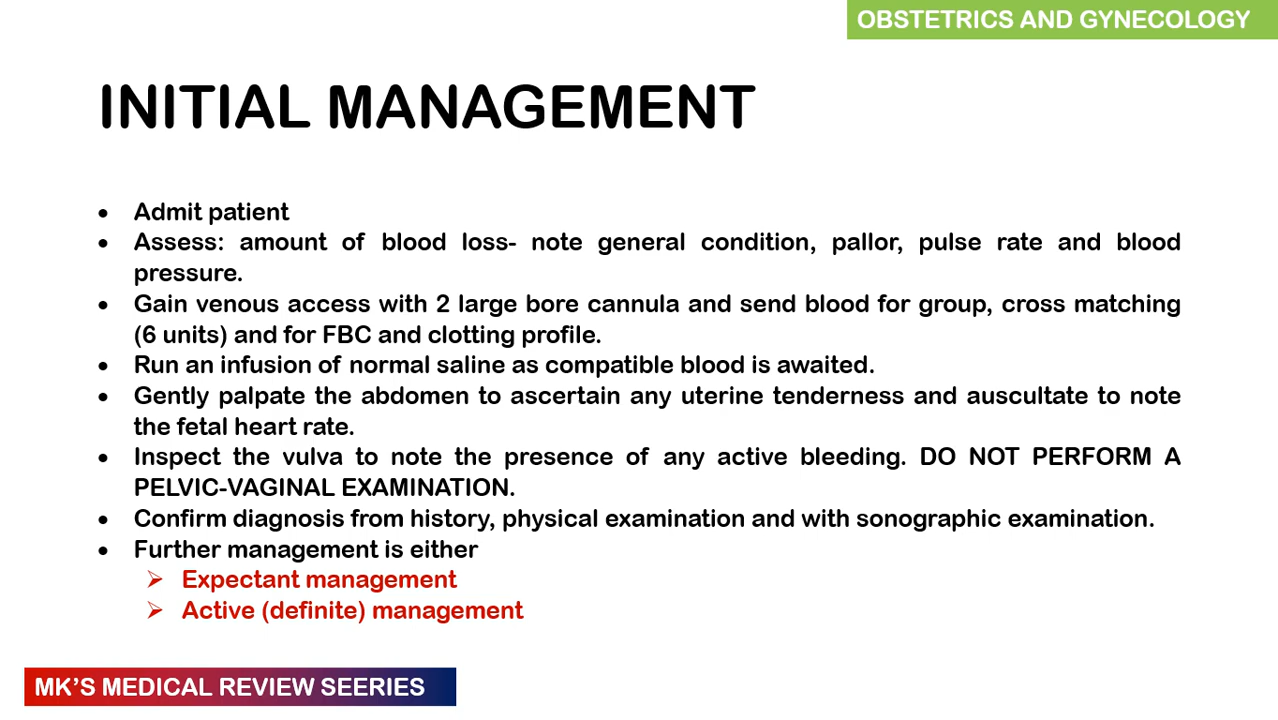 OBSTETRICS AND GYNECOLOGY
INITIAL MANAGEMENT
• Admit patient
• Assess: amount of blood loss- note general condition, pallor, pulse rate and blood
pressure.
• Gain venous access with 2 large bore cannula and send blood for group, cross matching
(6 units) and for FBC and clotting profile.
• Run an infusion of normal saline as compatible blood is awaited.
• Gently palpate the abdomen to ascertain any uterine tenderness and auscultate to note
the fetal heart rate.
• Inspect the vulva to note the presence of any active bleeding. DO NOT PERFORM A
PELVIC-VAGINAL EXAMINATION.
• Confirm diagnosis from history, physical examination and with sonographic examination.
• Further management is either
➢ Expectant management
➢ Active (definite) management
MK'S MEDICAL REVIEW SEERIES